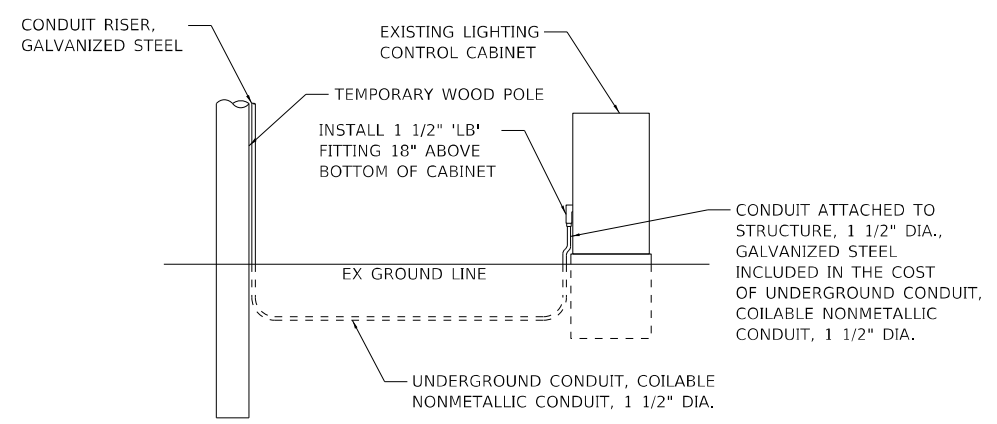 CONDUIT RISER,
GALVANIZED STEEL
EXISTING LIGHTING
CONTROL CABINET
TEMPORARY WOOD POLE
INSTALL 1 1/2" 'LB'
FITTING 18" ABOVE
BOTTOM OF CABINET
CONDUIT ATTACHED TO
STRUCTURE, 1 1/2" DIA.,
GALVANIZED STEEL
INCLUDED IN THE COST
OF UNDERGROUND CONDUIT,
COILABLE NONMETALLIC
CONDUIT, 1 1/2" DIA.
EX GROUND LINE
UNDERGROUND CONDUIT, COILABLE
NONMETALLIC CONDUIT, 1 1/2" DIA.